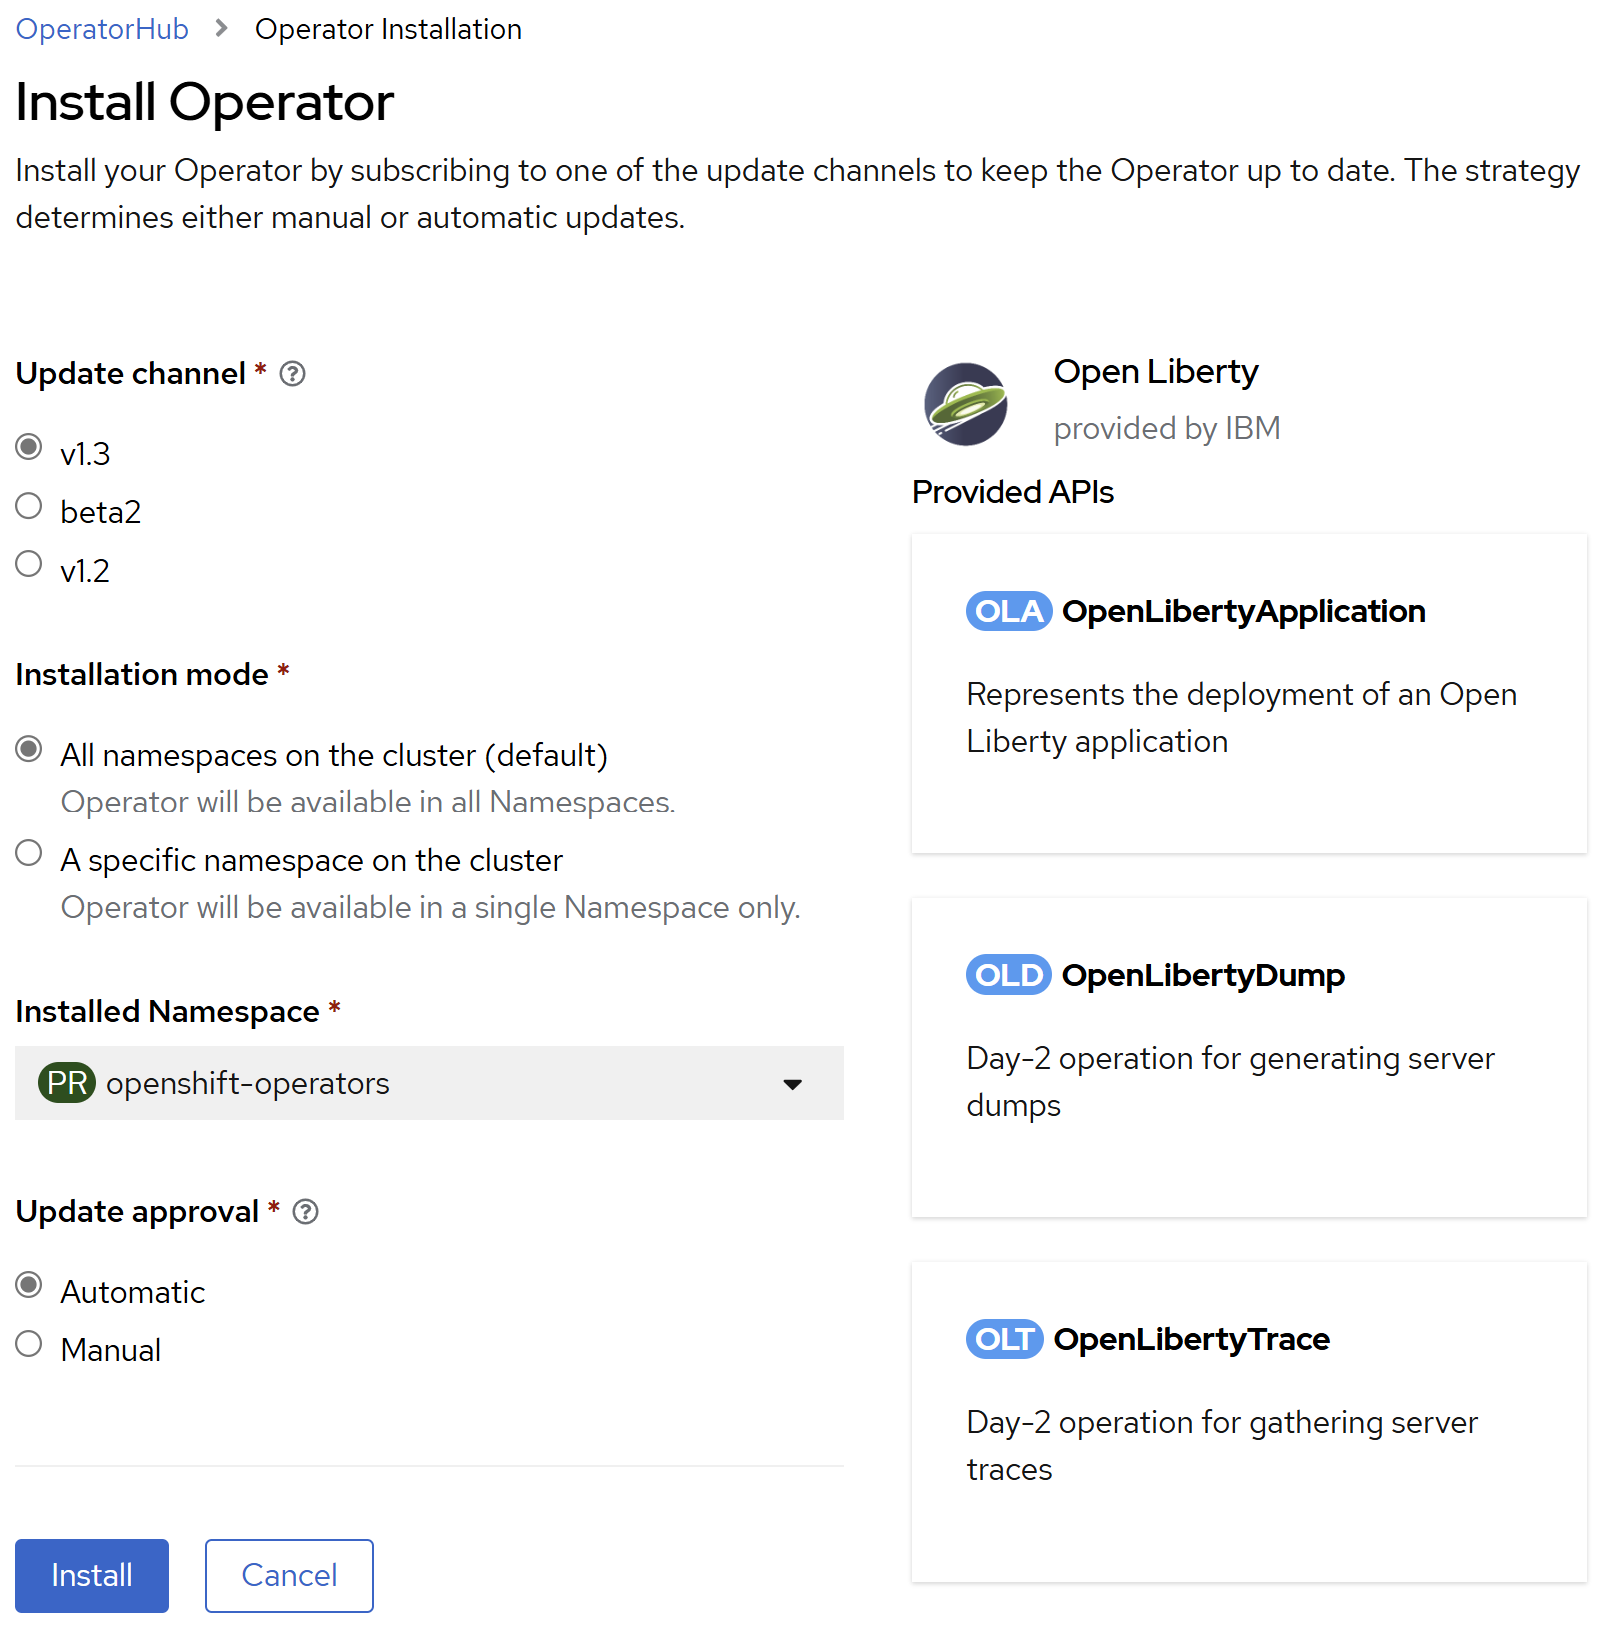 OperatorHub > Operator Installation
Install Operator
Install your Operator by subscribing to one of the update channels to keep the Operator up to date. The strategy
determines either manual or automatic updates.
Update channel *
v1.3
beta2
v1.2
Installation mode *
All namespaces on the cluster (default)
Operator will be available in all Namespaces.
A specific namespace on the cluster
Operator will be available in a single Namespace only.
Installed Namespace *
PR openshift-operators
Update approval *
Automatic
Manual
Install Cancel
Open Liberty
provided by IBM
Provided APIs
OLA OpenLibertyApplication
Represents the deployment of an Open
Liberty application
OLD OpenLibertyDump
Day-2 operation for generating server
dumps
OLT OpenLibertyTrace
Day-2 operation for gathering server
traces